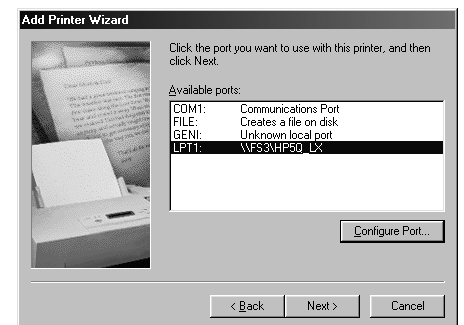 Add Printer Wizard
Click the port you want to use with this printer, and then
click Next.
Available ports:
COM1: Communications Port
FILE: Creates a file on disk
GENI: Unknown local port
LPT1: \\FS3\HP5Q_LX
Configure Port...
< Back
Next >
Cancel